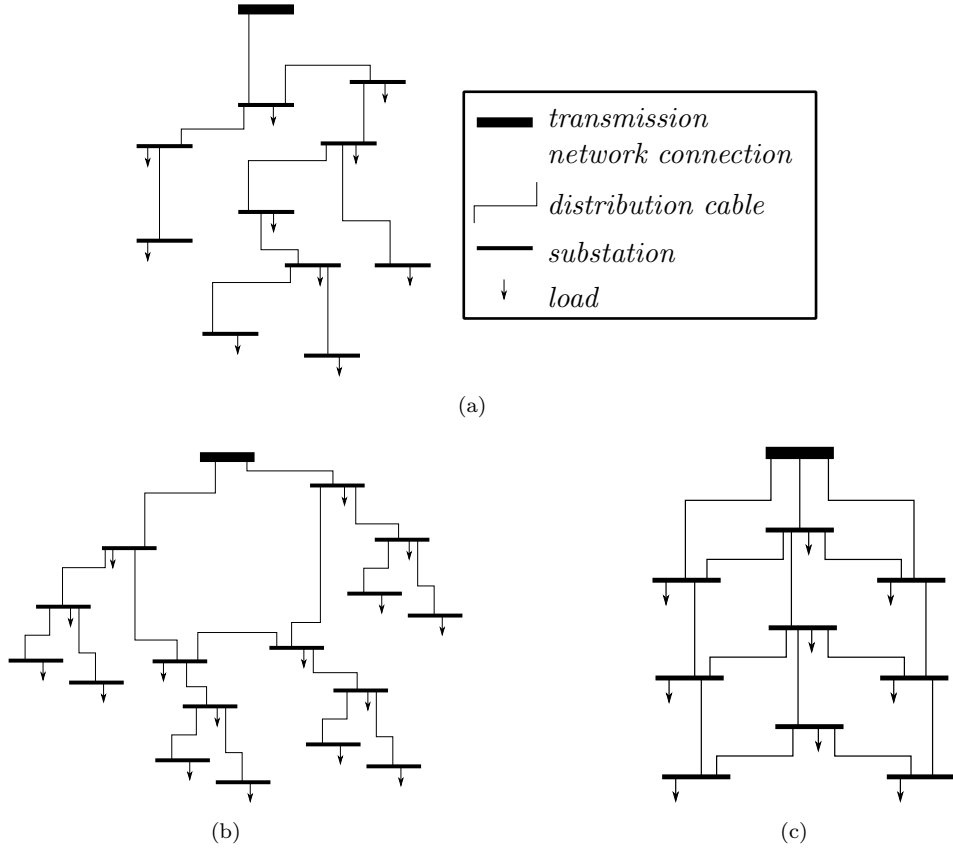 transmission
network connection
distribution cable
substation
load
(a)
(b)
(c)